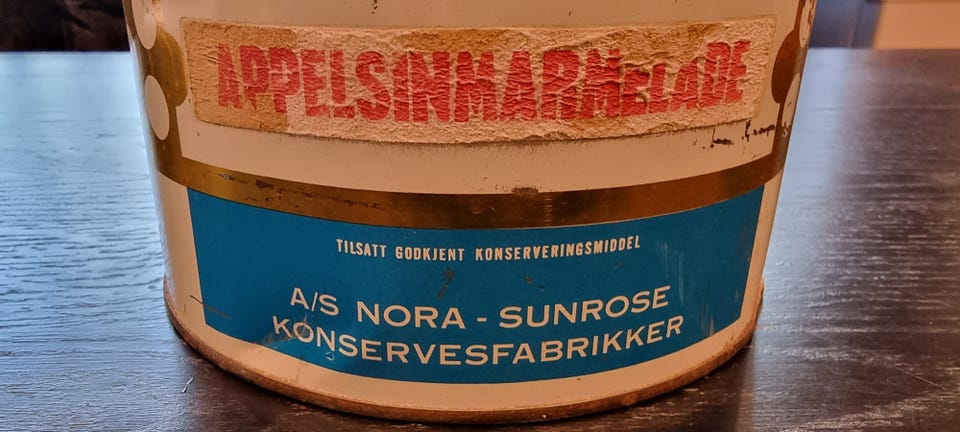 APPELSINMARMeLADE
TILSATT GODKJENT KONSERVERINGSMIDDEL
A/S NORA - SUNROSE
KONSERVESFABRIKKER